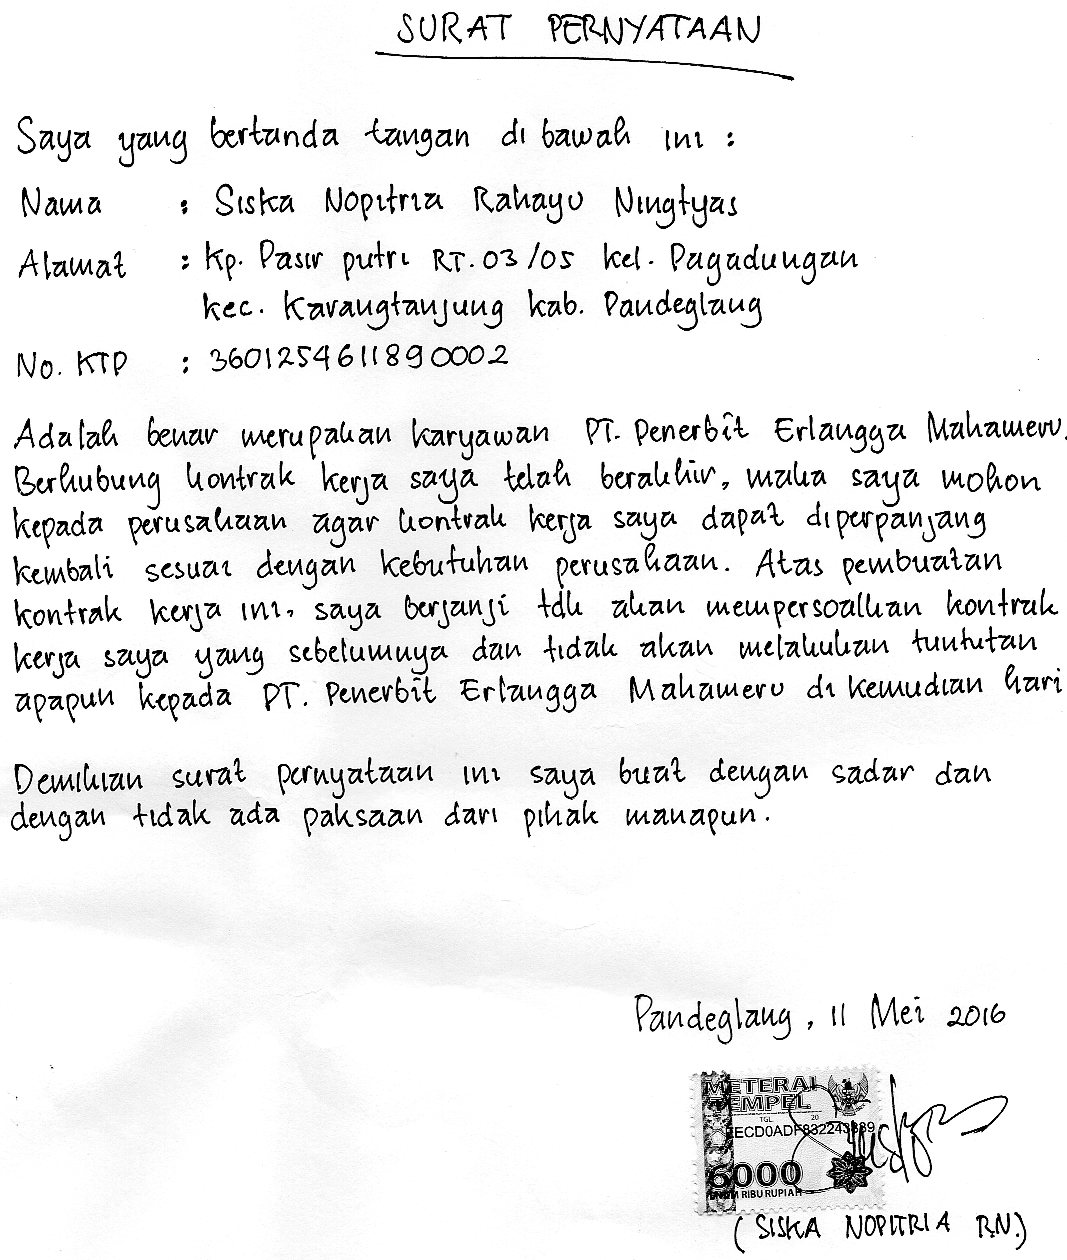 SURAT PERNYATAAN
Saya yang bertanda tangan di bawah ini :
Nama : Siska Nopitria Rahayu Ningtyas
Alamat : Kp. Pasir putri RT.03/05 kel. Pagadungan
kec. Karangtanjung kab. Pandeglang
No. KTP : 3601254611890002
Adalah benar merupakan karyawan PT. Penerbit Erlangga Mahameru.
Berhubung kontrak kerja saya telah berakhir, maka saya mohon
kepada perusahaan agar kontrak kerja saya dapat diperpanjang
kembali sesuai dengan kebutuhan perusahaan. Atas pembuatan
kontrak kerja ini, saya berjanji tdk akan mempersoalkan kontrak
kerja saya yang sebelumnya dan tidak akan melakukan tuntutan
apapun kepada PT. Penerbit Erlangga Mahameru di kemudian hari
Demikian surat pernyataan ini saya buat dengan sadar dan
dengan tidak ada paksaan dari pihak manapun.
Pandeglang, 11 Mei 2016
METERAI
TEMPEL
TGL 20
6000
ENAM RIBU RUPIAH
(SISKA NOPITRIA R.N.)